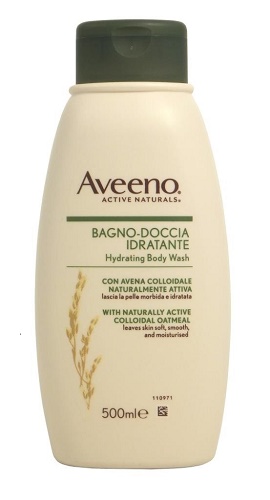 Aveeno®
ACTIVE NATURALS®
BAGNO-DOCCIA
IDRATANTE
Hydrating Body Wash
CON AVENA COLLOIDALE
NATURALMENTE ATTIVA
lascia la pelle morbida e idratata
WITH NATURALLY ACTIVE
COLLOIDAL OATMEAL
leaves skin soft, smooth,
and moisturised
110971
500ml℮